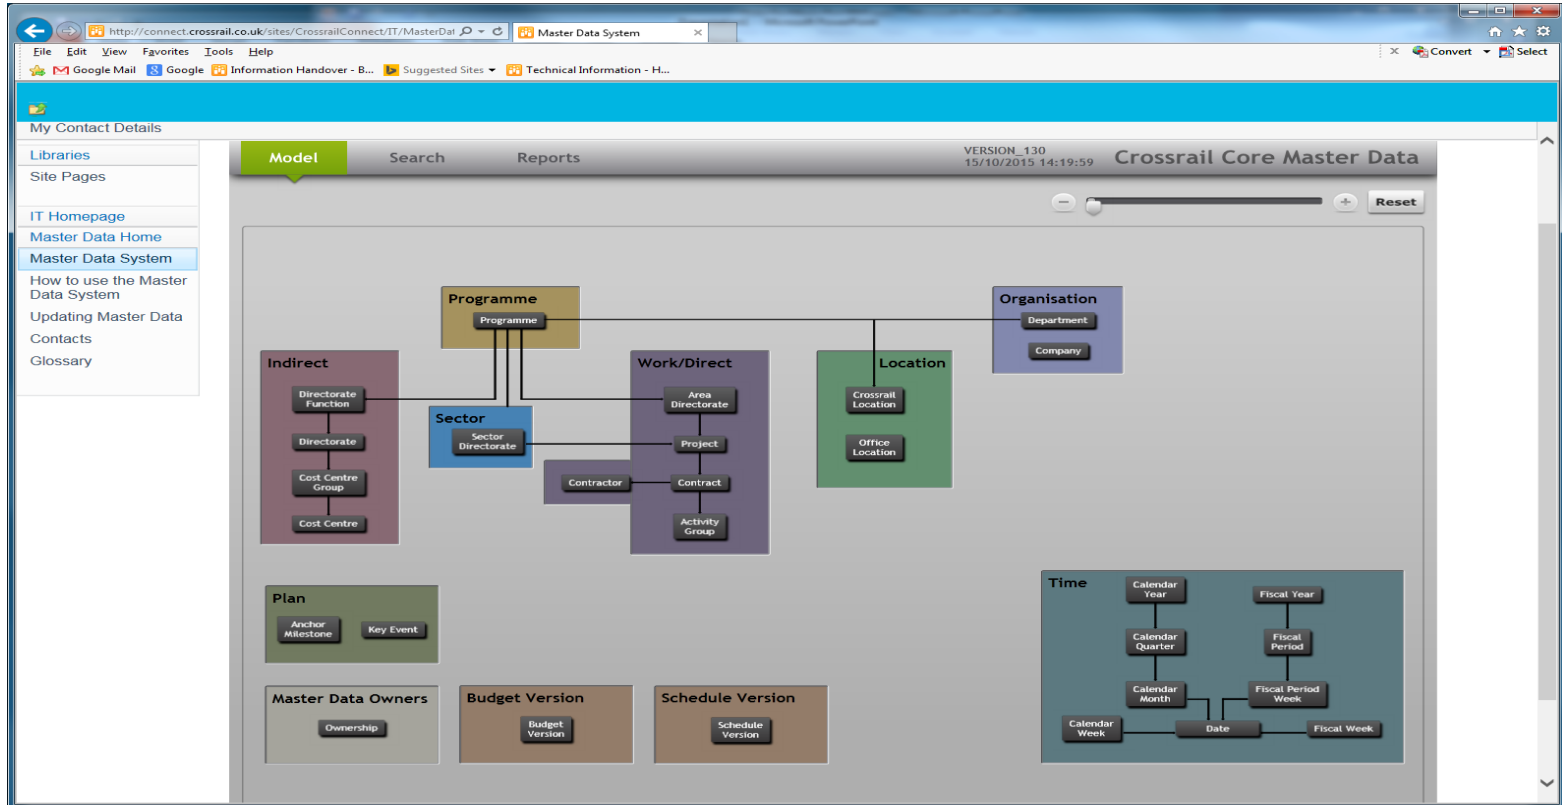 http://connect.crossrail.co.uk/sites/CrossrailConnect/IT/MasterDat
Master Data System
File Edit View Favorites Tools Help
Convert Select
Google Mail Google Information Handover - B... Suggested Sites Technical Information - H...
My Contact Details
Libraries
Site Pages
IT Homepage
Master Data Home
Master Data System
How to use the Master
Data System
Updating Master Data
Contacts
Glossary
Model Search Reports
VERSION_130
15/10/2015 14:19:59
Crossrail Core Master Data
Reset
Programme
Programme
Organisation
Department
Company
Indirect
Directorate
Function
Directorate
Cost Centre
Group
Cost Centre
Sector
Sector
Directorate
Work/Direct
Area
Directorate
Project
Contractor
Contract
Activity
Group
Location
Crossrail
Location
Office
Location
Plan
Anchor
Milestone
Key Event
Time
Calendar
Year
Fiscal Year
Calendar
Quarter
Fiscal
Period
Calendar
Month
Fiscal Period
Week
Calendar
Week
Date
Fiscal Week
Master Data Owners
Ownership
Budget Version
Budget
Version
Schedule Version
Schedule
Version